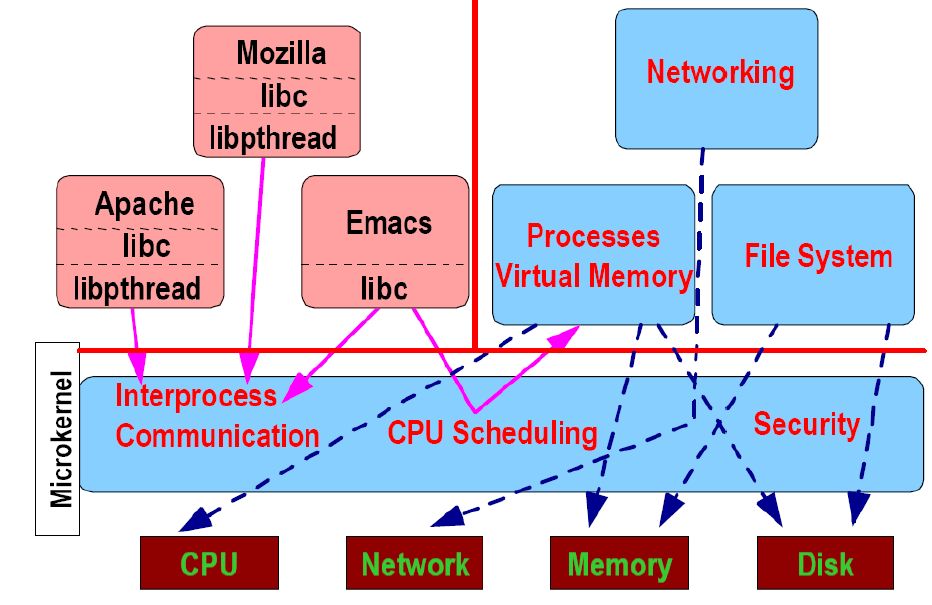 Mozilla
libc
libpthread
Apache
libc
libpthread
Emacs
libc
Networking
Processes
Virtual Memory
File System
Microkernel
Interprocess
Communication
CPU Scheduling
Security
CPU
Network
Memory
Disk